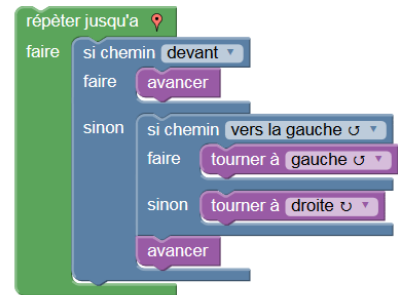 répèter jusqu'a
faire si chemin devant
faire avancer
sinon si chemin vers la gauche ↺
faire tourner à gauche ↺
sinon tourner à droite ↻
avancer